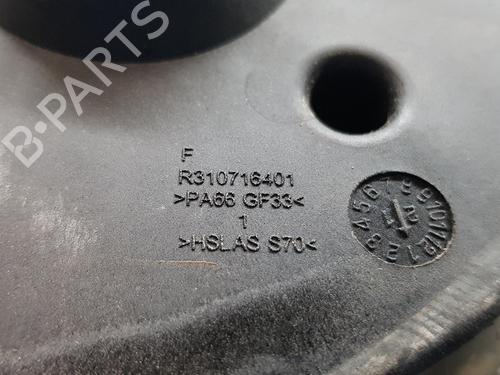 F
R310716401
>PA66 GF33<
1
>HSLAS S70<
B-PARTS